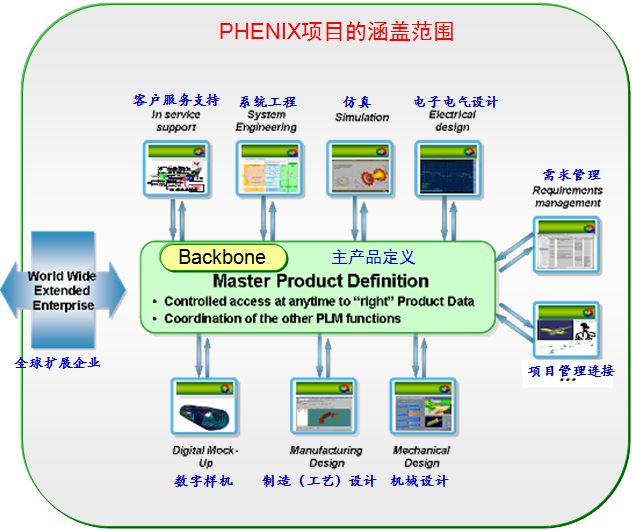 PHENIX项目的涵盖范围
客户服务支持
In service
support
系统工程
System
Engineering
仿真
Simulation
电子电气设计
Electrical
design
需求管理
Requirements
management
Backbone
主产品定义
Master Product Definition
• Controlled access at anytime to “right” Product Data
• Coordination of the other PLM functions
World Wide
Extended
Enterprise
全球扩展企业
项目管理连接
...
Digital Mock-
Up
数字样机
Manufacturing
Design
制造（工艺）设计
Mechanical
Design
机械设计